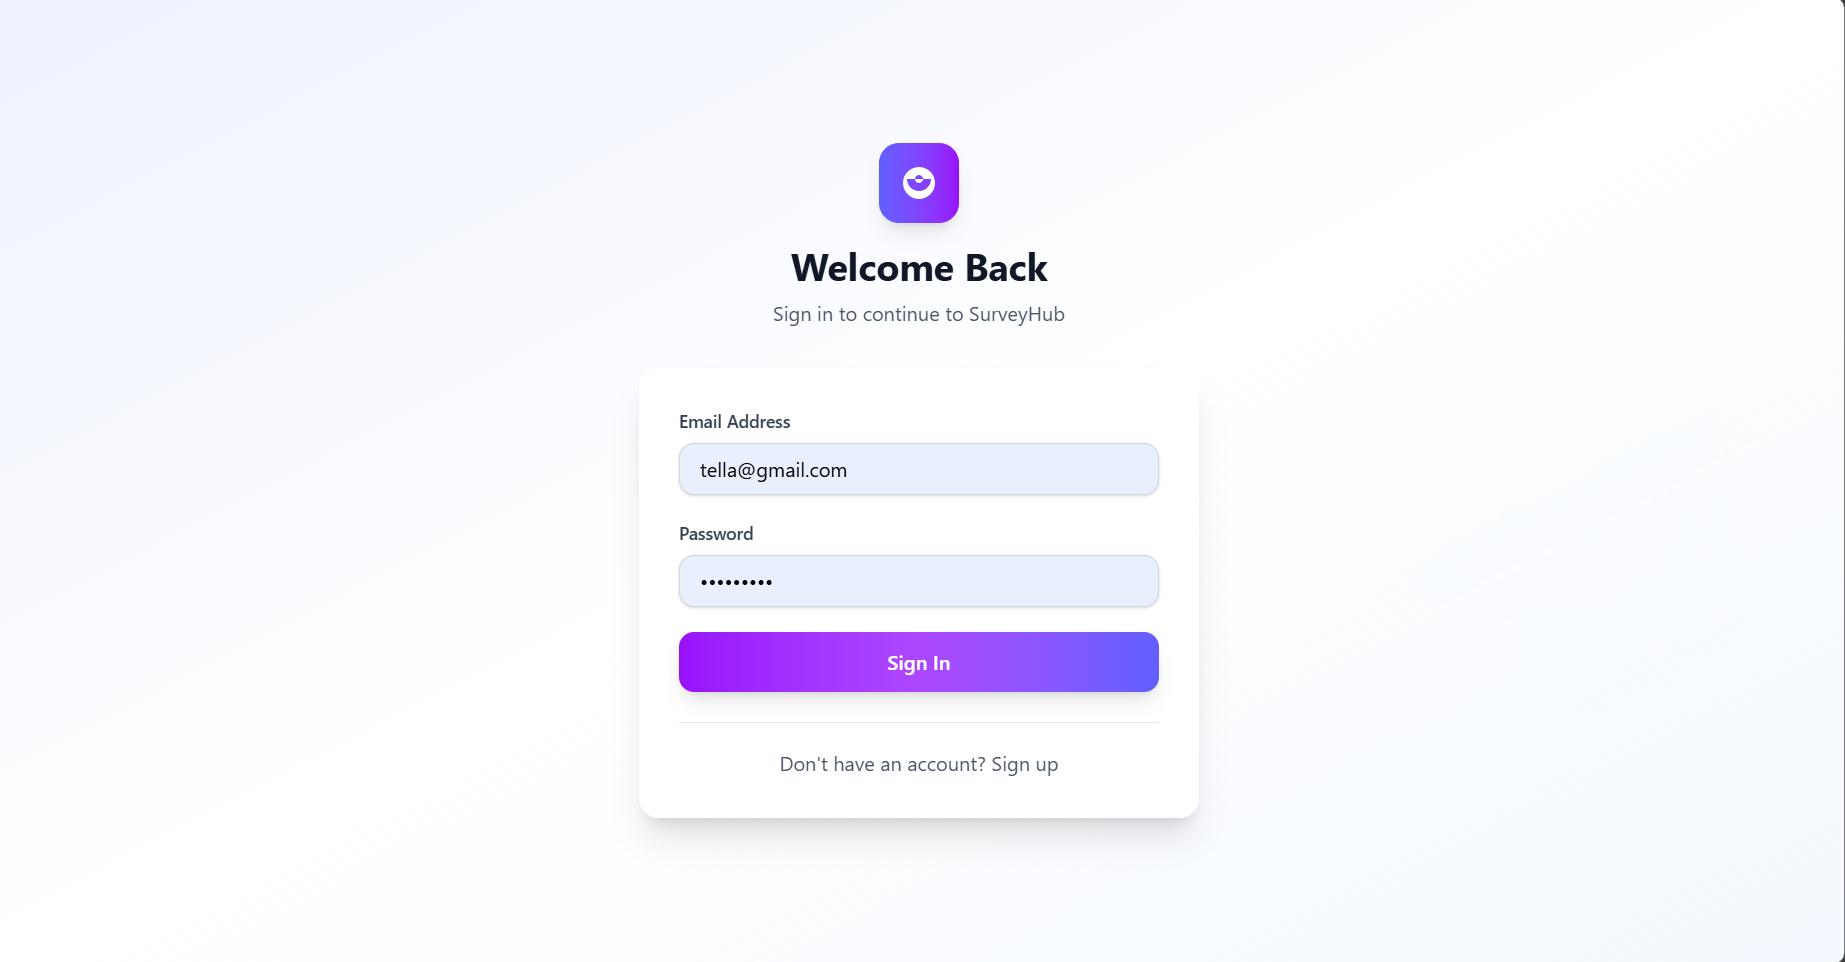 Welcome Back
Sign in to continue to SurveyHub
Email Address
tella@gmail.com
Password
•••••••••
Sign In
Don't have an account? Sign up